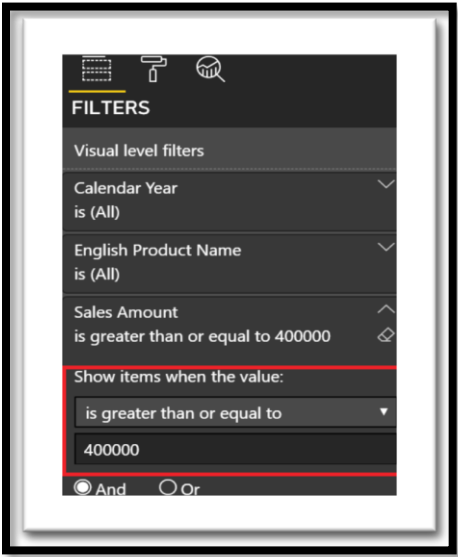 FILTERS
Visual level filters
Calendar Year
is (All)
English Product Name
is (All)
Sales Amount
is greater than or equal to 400000
Show items when the value:
is greater than or equal to
400000
And Or